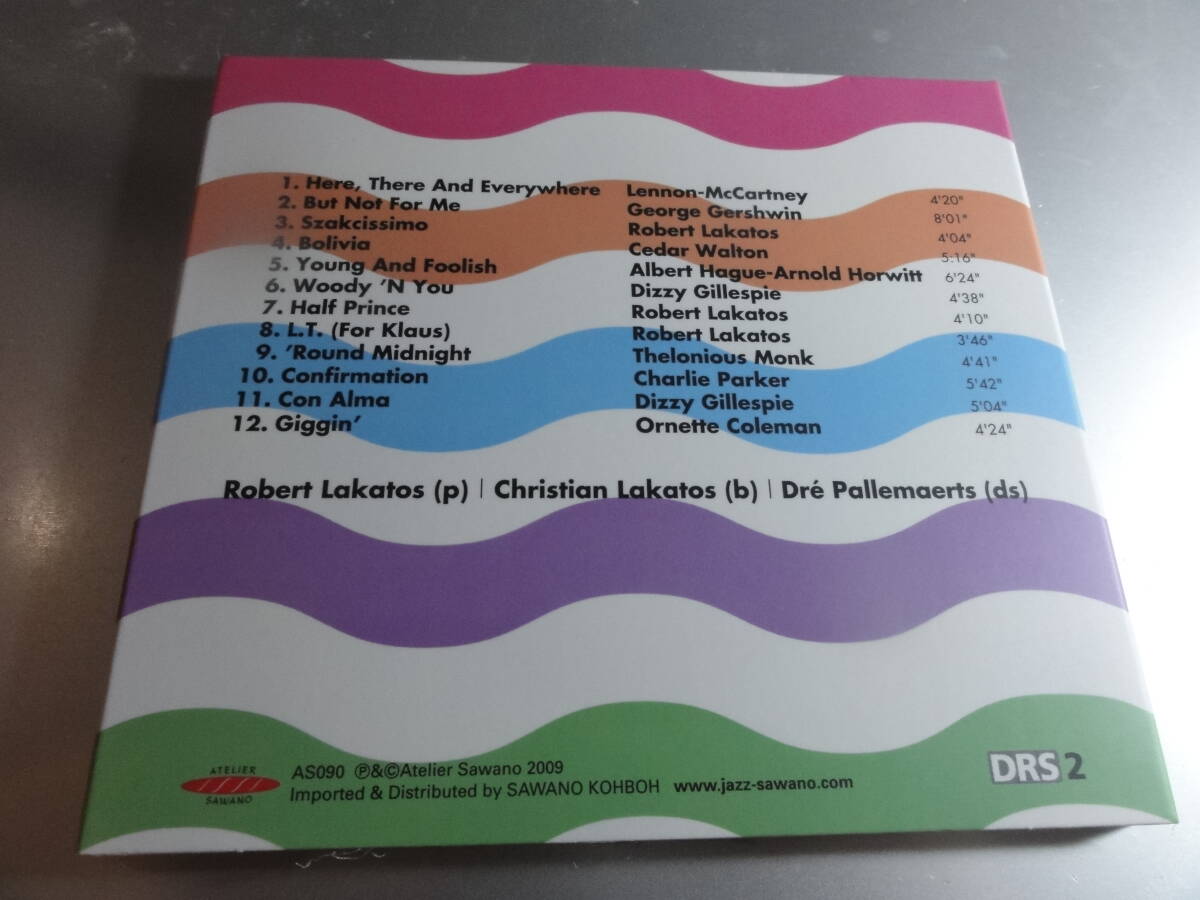 1. Here, There And Everywhere Lennon-McCartney 4'20"
2. But Not For Me George Gershwin 8'01"
3. Szakcissimo Robert Lakatos 4'04"
4. Bolivia Cedar Walton 5:16"
5. Young And Foolish Albert Hague-Arnold Horwitt 6'24"
6. Woody 'N You Dizzy Gillespie 4'38"
7. Half Prince Robert Lakatos 4'10"
8. L.T. (For Klaus) Robert Lakatos 3'46"
9. 'Round Midnight Thelonious Monk 4'41"
10. Confirmation Charlie Parker 5'42"
11. Con Alma Dizzy Gillespie 5'04"
12. Giggin' Ornette Coleman 4'24"
Robert Lakatos (p) | Christian Lakatos (b) | Dré Pallemaerts (ds)
ATELIER
SAWANO
AS090 ℗&©Atelier Sawano 2009
Imported & Distributed by SAWANO KOHBOH www.jazz-sawano.com
DRS 2